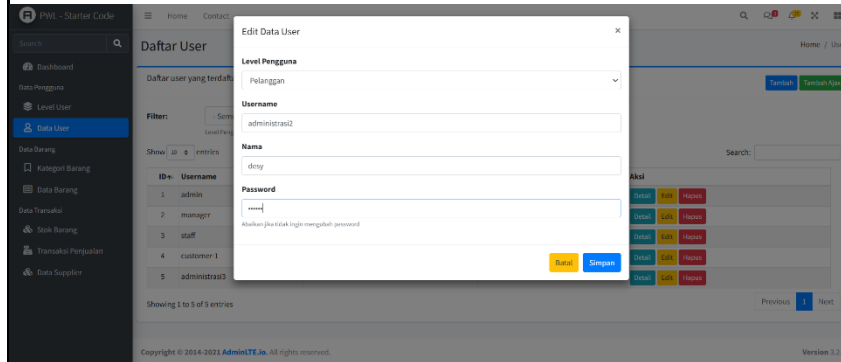 PWL - Starter Code
Home Contact
Search
Dashboard
Data Pengguna
Level User
Data User
Data Barang
Kategori Barang
Data Barang
Data Transaksi
Stok Barang
Transaksi Penjualan
Data Supplier
Daftar User
Home / Us
Daftar user yang terdaft
Tambah Tambah Ajax
Filter:
- Sem
Level Peng
Show 10 entries
Search:
ID Username Aksi
1 admin Detail Edit Hapus
2 manager Detail Edit Hapus
3 staff Detail Edit Hapus
4 customer-1 Detail Edit Hapus
5 administrasi3 Detail Edit Hapus
Showing 1 to 5 of 5 entries
Previous 1 Next
Edit Data User ×
Level Pengguna
Pelanggan
Username
administrasi2
Nama
desy
Password
••••••
Abaikan jika tidak ingin mengubah password
Batal Simpan
Copyright © 2014-2021 AdminLTE.io. All rights reserved.
Version 3.2